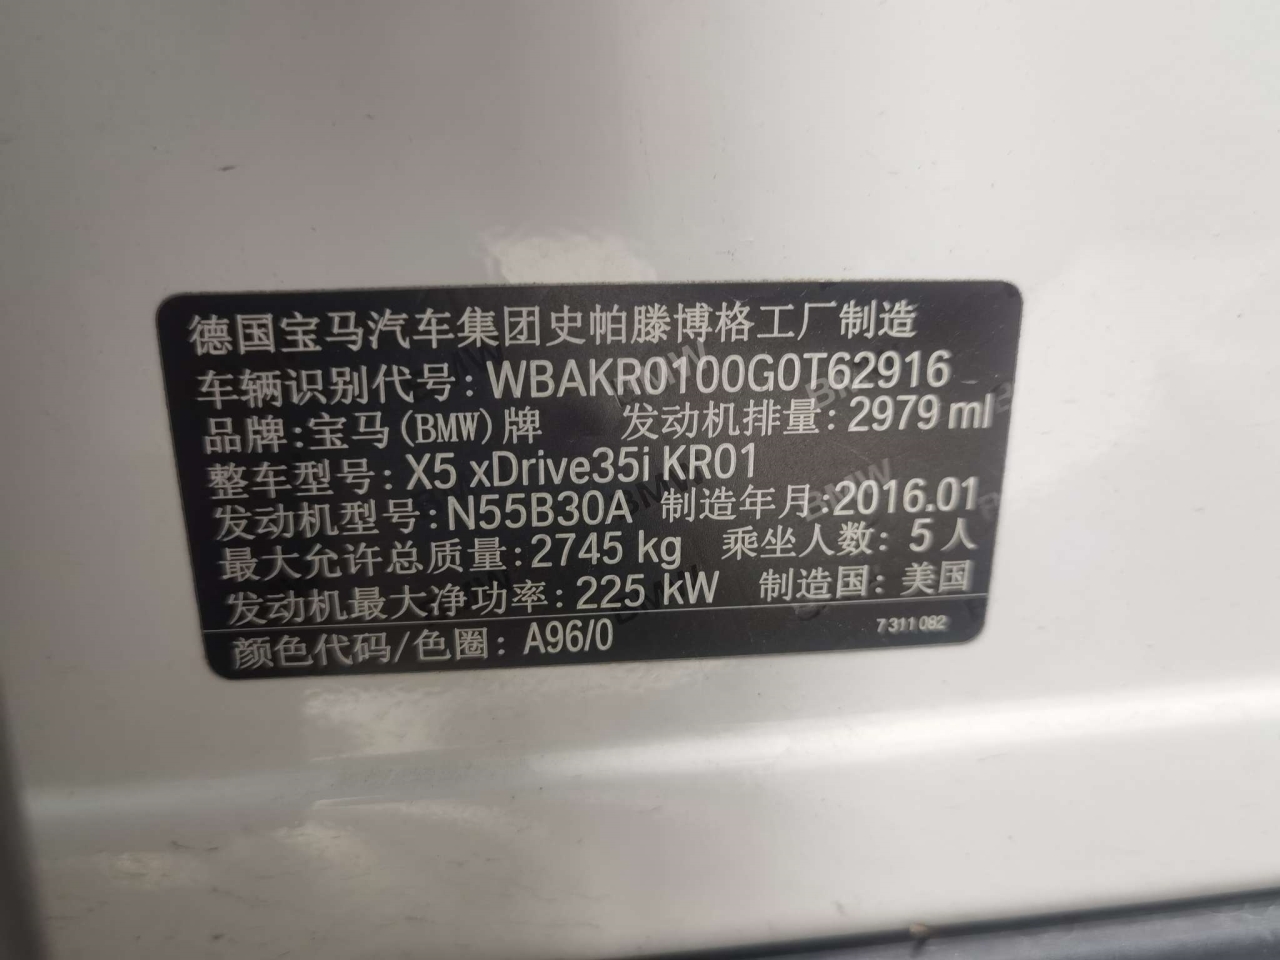 德国宝马汽车集团史帕滕博格工厂制造
车辆识别代号: WBAKR0100G0T62916
品牌:宝马(BMW)牌 发动机排量: 2979 ml
整车型号: X5 xDrive35i KR01
发动机型号: N55B30A 制造年月:2016.01
最大允许总质量: 2745 kg 乘坐人数: 5人
发动机最大净功率: 225 kW 制造国: 美国
颜色代码/色圈: A96/0 7311082